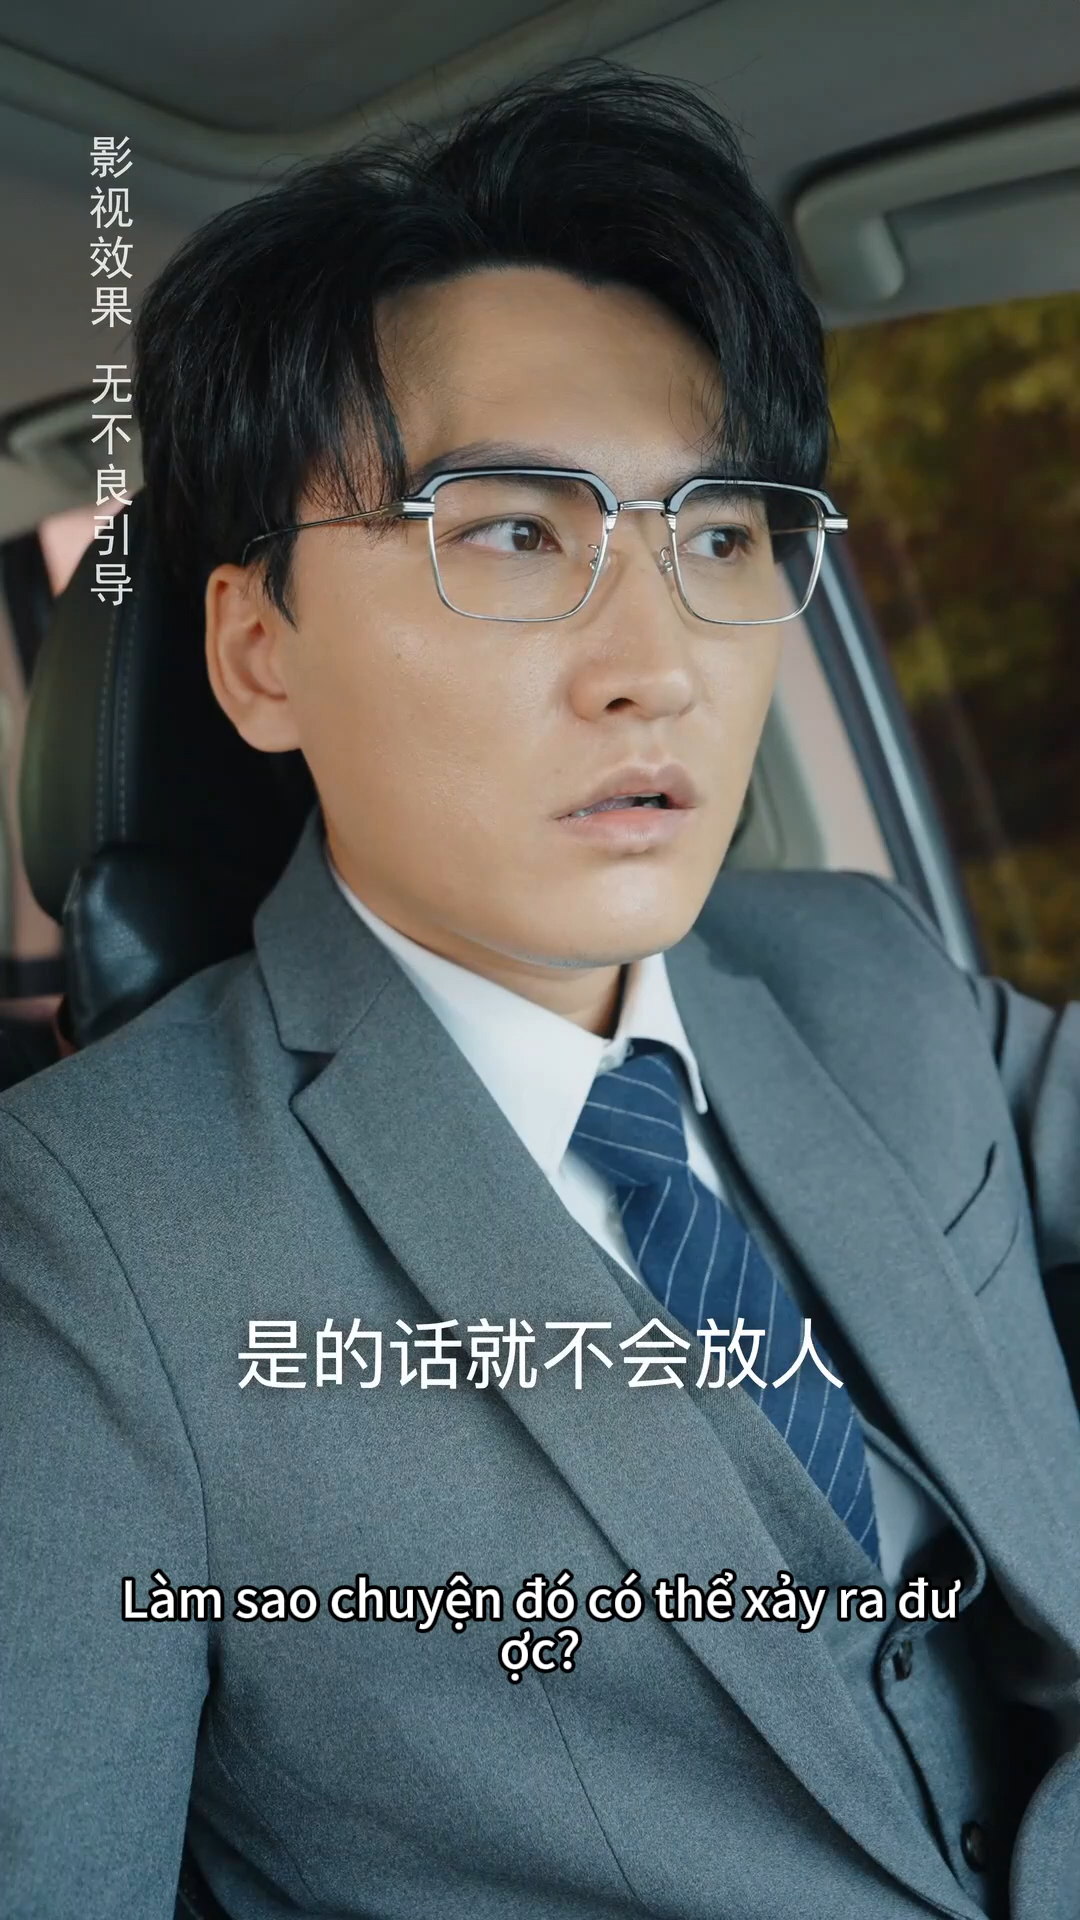 影视效果 无不良引导
是的话就不会放人
Làm sao chuyện đó có thể xảy ra đư
ợc?